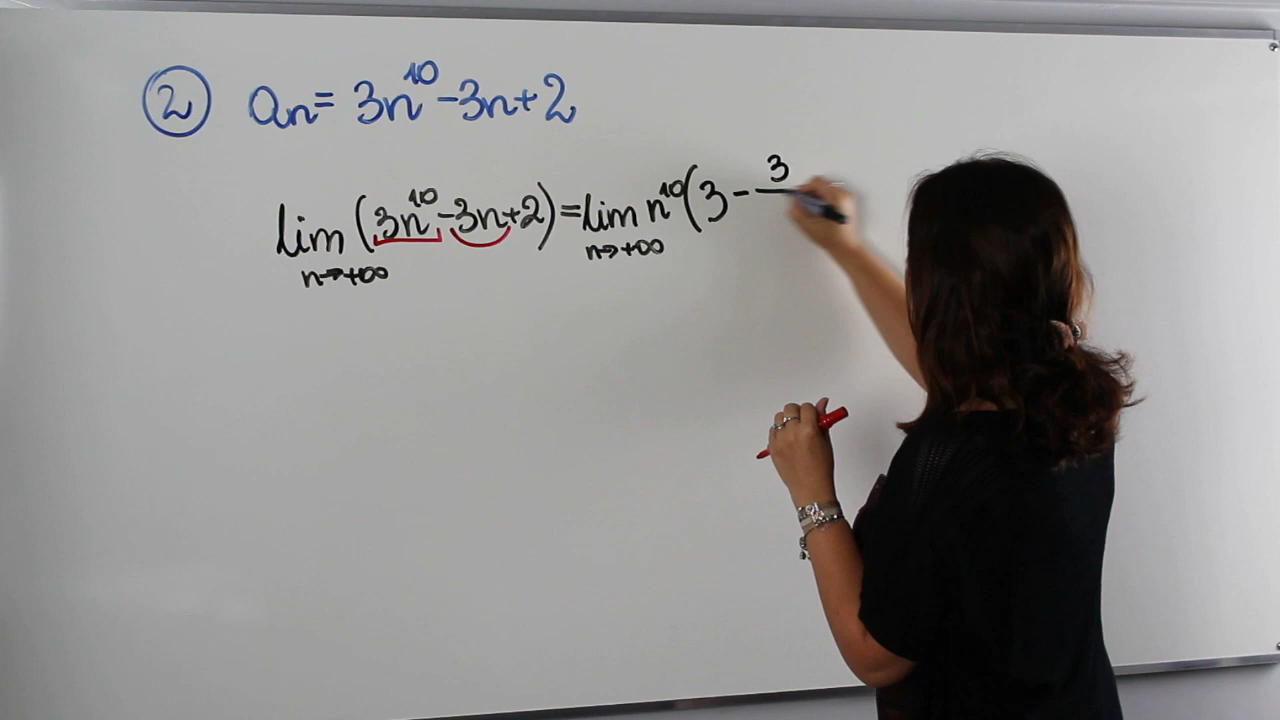 ② an = 3n¹⁰ - 3n + 2
lim (3n¹⁰ - 3n + 2) = lim n¹⁰ (3 - 3
n→+∞ n→+∞